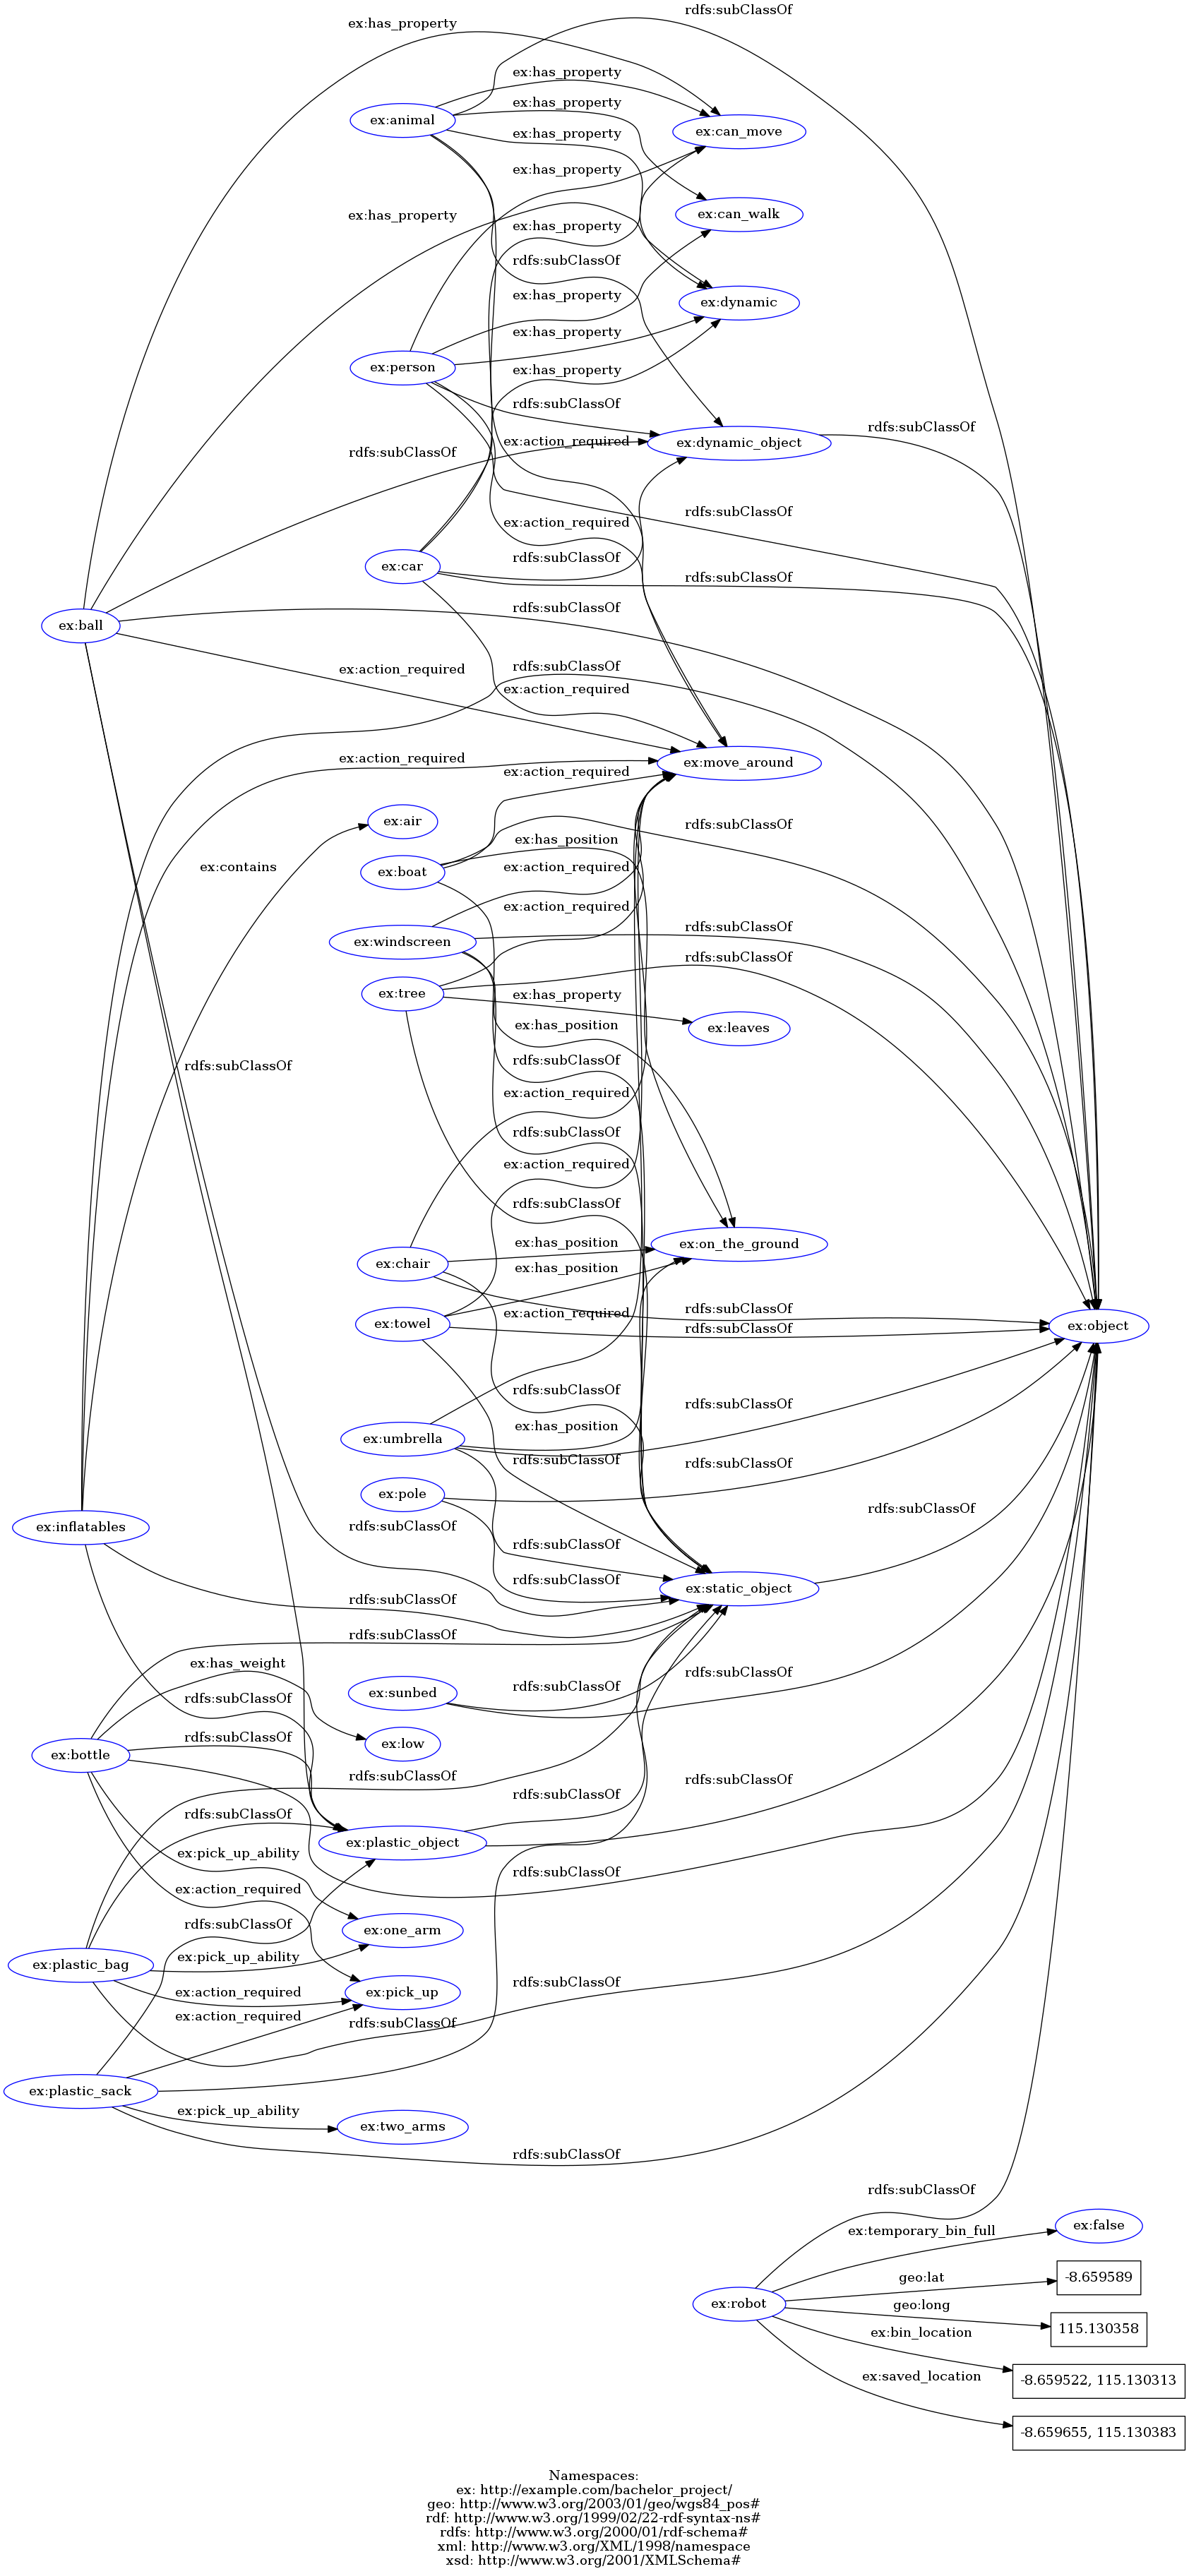 rdfs:subClassOf
ex:has_property
ex:has_property
ex:has_property
ex:animal
ex:can_move
ex:has_property
ex:has_property
ex:can_walk
ex:has_property
ex:has_property
rdfs:subClassOf
ex:has_property
ex:dynamic
ex:has_property
ex:person
ex:has_property
rdfs:subClassOf
rdfs:subClassOf
ex:action_required
ex:dynamic_object
rdfs:subClassOf
rdfs:subClassOf
ex:action_required
rdfs:subClassOf
ex:car
rdfs:subClassOf
rdfs:subClassOf
ex:ball
ex:action_required
rdfs:subClassOf
ex:action_required
ex:action_required
ex:move_around
ex:action_required
ex:air
rdfs:subClassOf
ex:has_position
ex:contains
ex:action_required
ex:boat
ex:action_required
rdfs:subClassOf
ex:windscreen
rdfs:subClassOf
ex:tree
ex:has_property
ex:has_position
ex:leaves
rdfs:subClassOf
rdfs:subClassOf
ex:action_required
rdfs:subClassOf
ex:action_required
rdfs:subClassOf
ex:has_position
ex:on_the_ground
ex:chair
ex:has_position
rdfs:subClassOf
ex:action_required
ex:towel
rdfs:subClassOf
ex:object
rdfs:subClassOf
rdfs:subClassOf
ex:has_position
ex:umbrella
rdfs:subClassOf
rdfs:subClassOf
ex:pole
rdfs:subClassOf
ex:inflatables
rdfs:subClassOf
rdfs:subClassOf
rdfs:subClassOf
ex:static_object
rdfs:subClassOf
rdfs:subClassOf
ex:has_weight
rdfs:subClassOf
rdfs:subClassOf
ex:sunbed
rdfs:subClassOf
rdfs:subClassOf
ex:low
ex:bottle
rdfs:subClassOf
rdfs:subClassOf
rdfs:subClassOf
rdfs:subClassOf
ex:plastic_object
ex:pick_up_ability
rdfs:subClassOf
ex:action_required
rdfs:subClassOf
ex:one_arm
ex:pick_up_ability
ex:plastic_bag
rdfs:subClassOf
ex:action_required
ex:pick_up
ex:action_required
rdfs:subClassOf
ex:plastic_sack
ex:pick_up_ability
ex:two_arms
rdfs:subClassOf
rdfs:subClassOf
ex:false
ex:temporary_bin_full
geo:lat
-8.659589
ex:robot
geo:long
115.130358
ex:bin_location
ex:saved_location
-8.659522, 115.130313
-8.659655, 115.130383
Namespaces:
ex: http://example.com/bachelor_project/
geo: http://www.w3.org/2003/01/geo/wgs84_pos#
rdf: http://www.w3.org/1999/02/22-rdf-syntax-ns#
rdfs: http://www.w3.org/2000/01/rdf-schema#
xml: http://www.w3.org/XML/1998/namespace
xsd: http://www.w3.org/2001/XMLSchema#